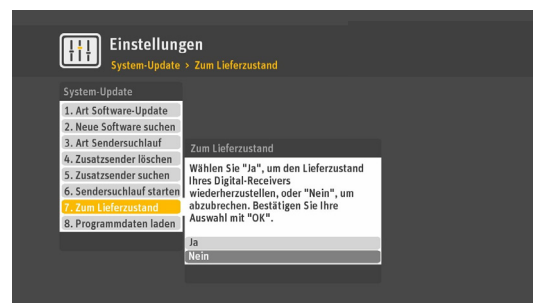 Einstellungen
System-Update > Zum Lieferzustand
System-Update
1. Art Software-Update
2. Neue Software suchen
3. Art Sendersuchlauf
4. Zusatzsender löschen
5. Zusatzsender suchen
6. Sendersuchlauf starten
7. Zum Lieferzustand
8. Programmdaten laden
Zum Lieferzustand
Wählen Sie "Ja", um den Lieferzustand
Ihres Digital-Receivers
wiederherzustellen, oder "Nein", um
abzubrechen. Bestätigen Sie Ihre
Auswahl mit "OK".
Ja
Nein